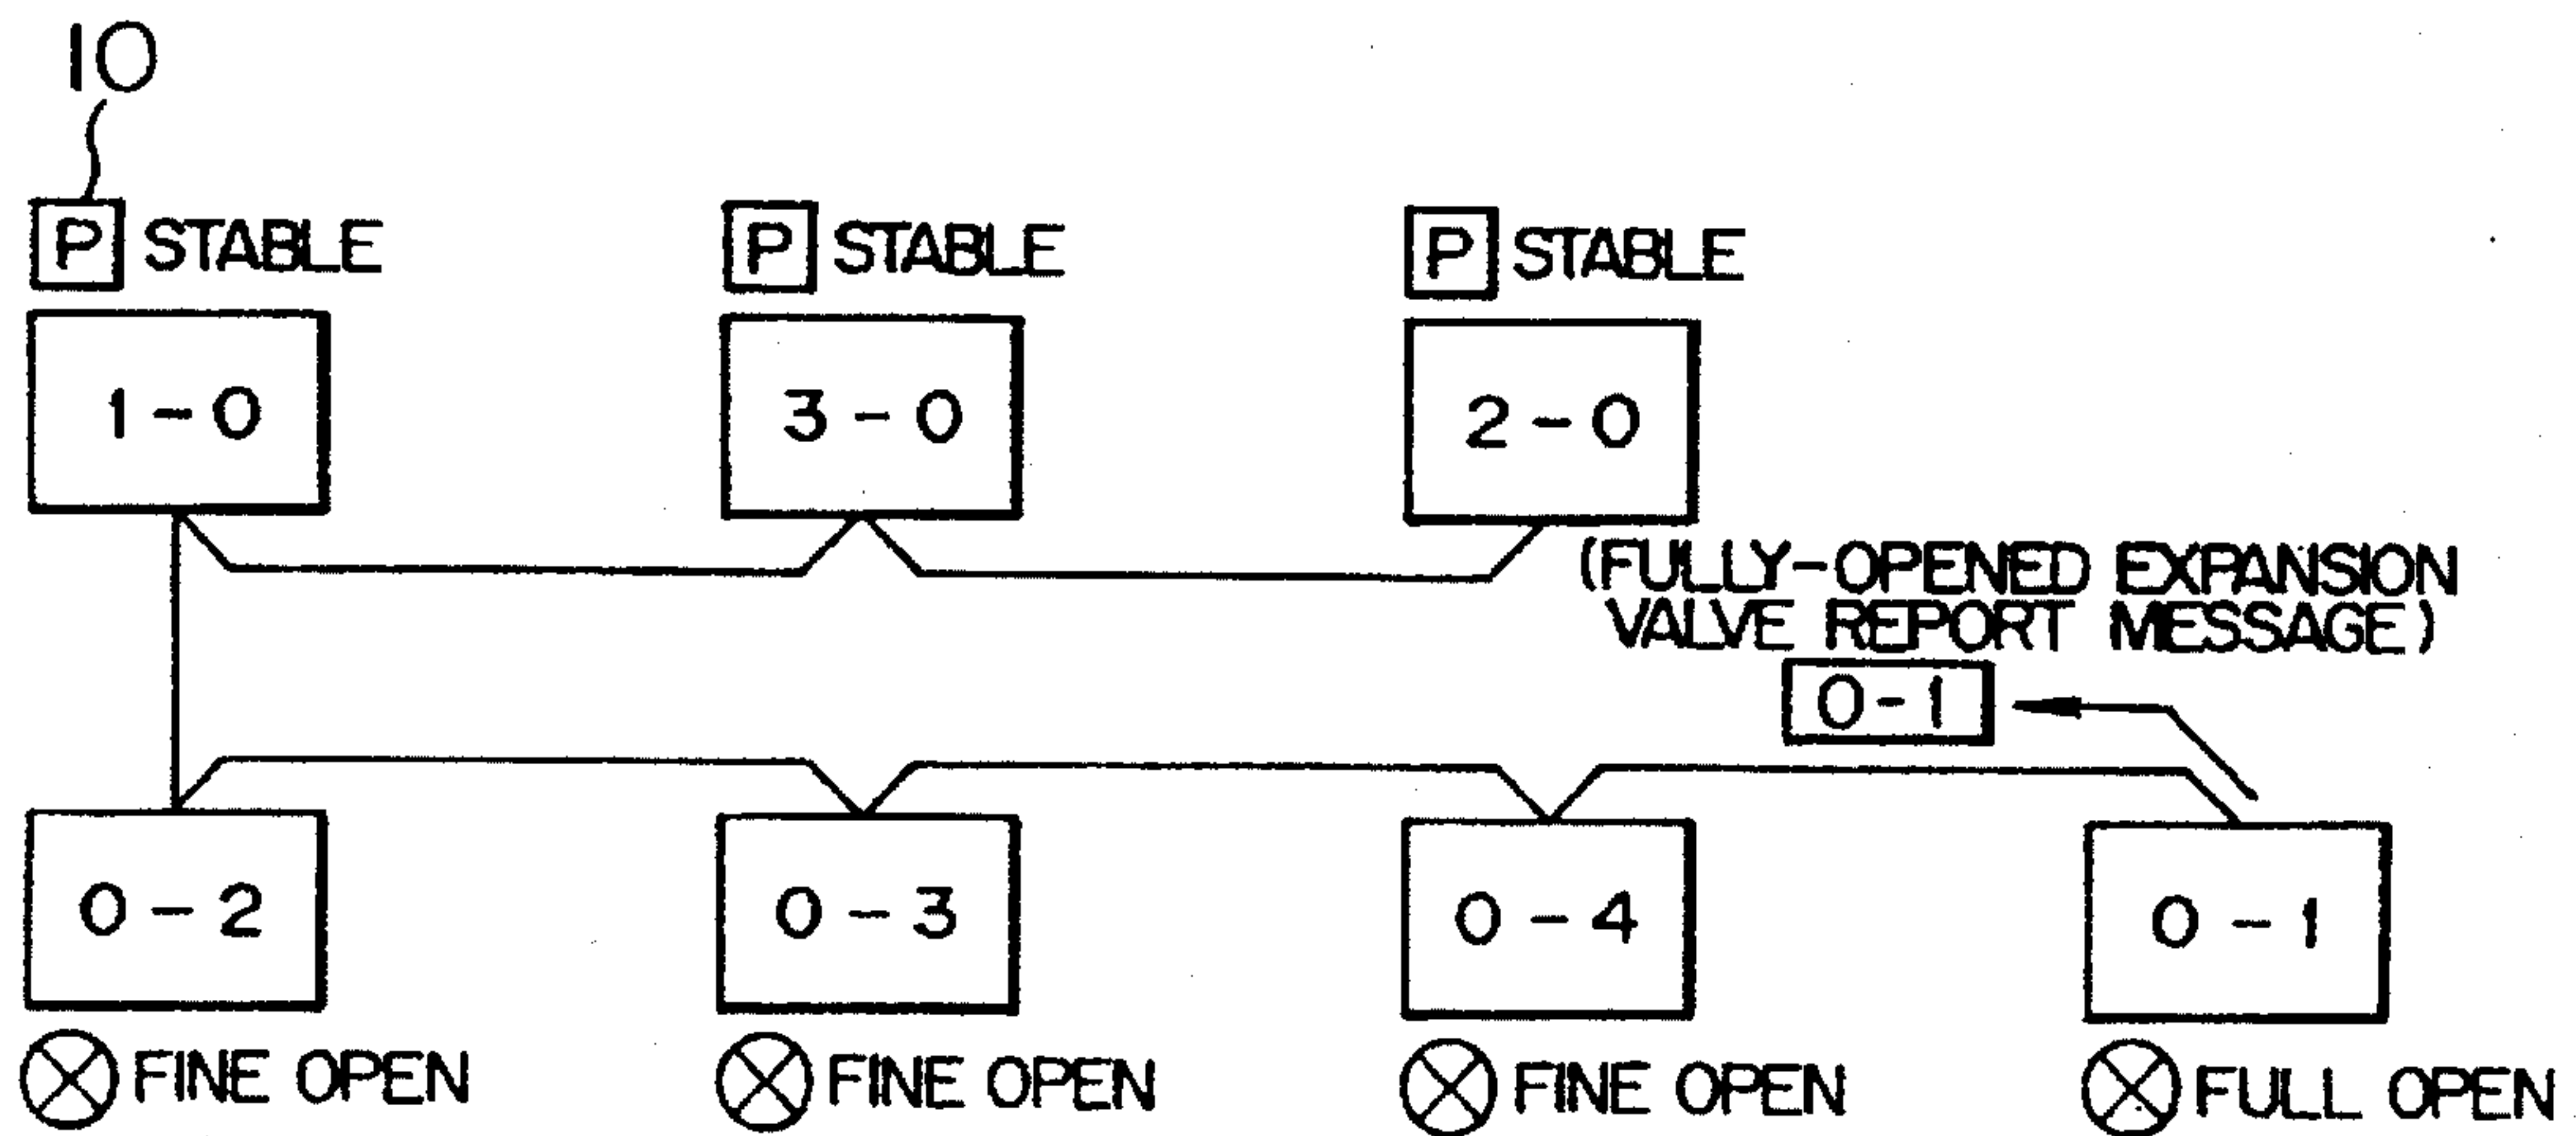 10
P STABLE
P STABLE
P STABLE
1-0
3-0
2-0
(FULLY-OPENED EXPANSION
VALVE REPORT MESSAGE)
0-1
0-2
0-3
0-4
0-1
FINE OPEN
FINE OPEN
FINE OPEN
FULL OPEN